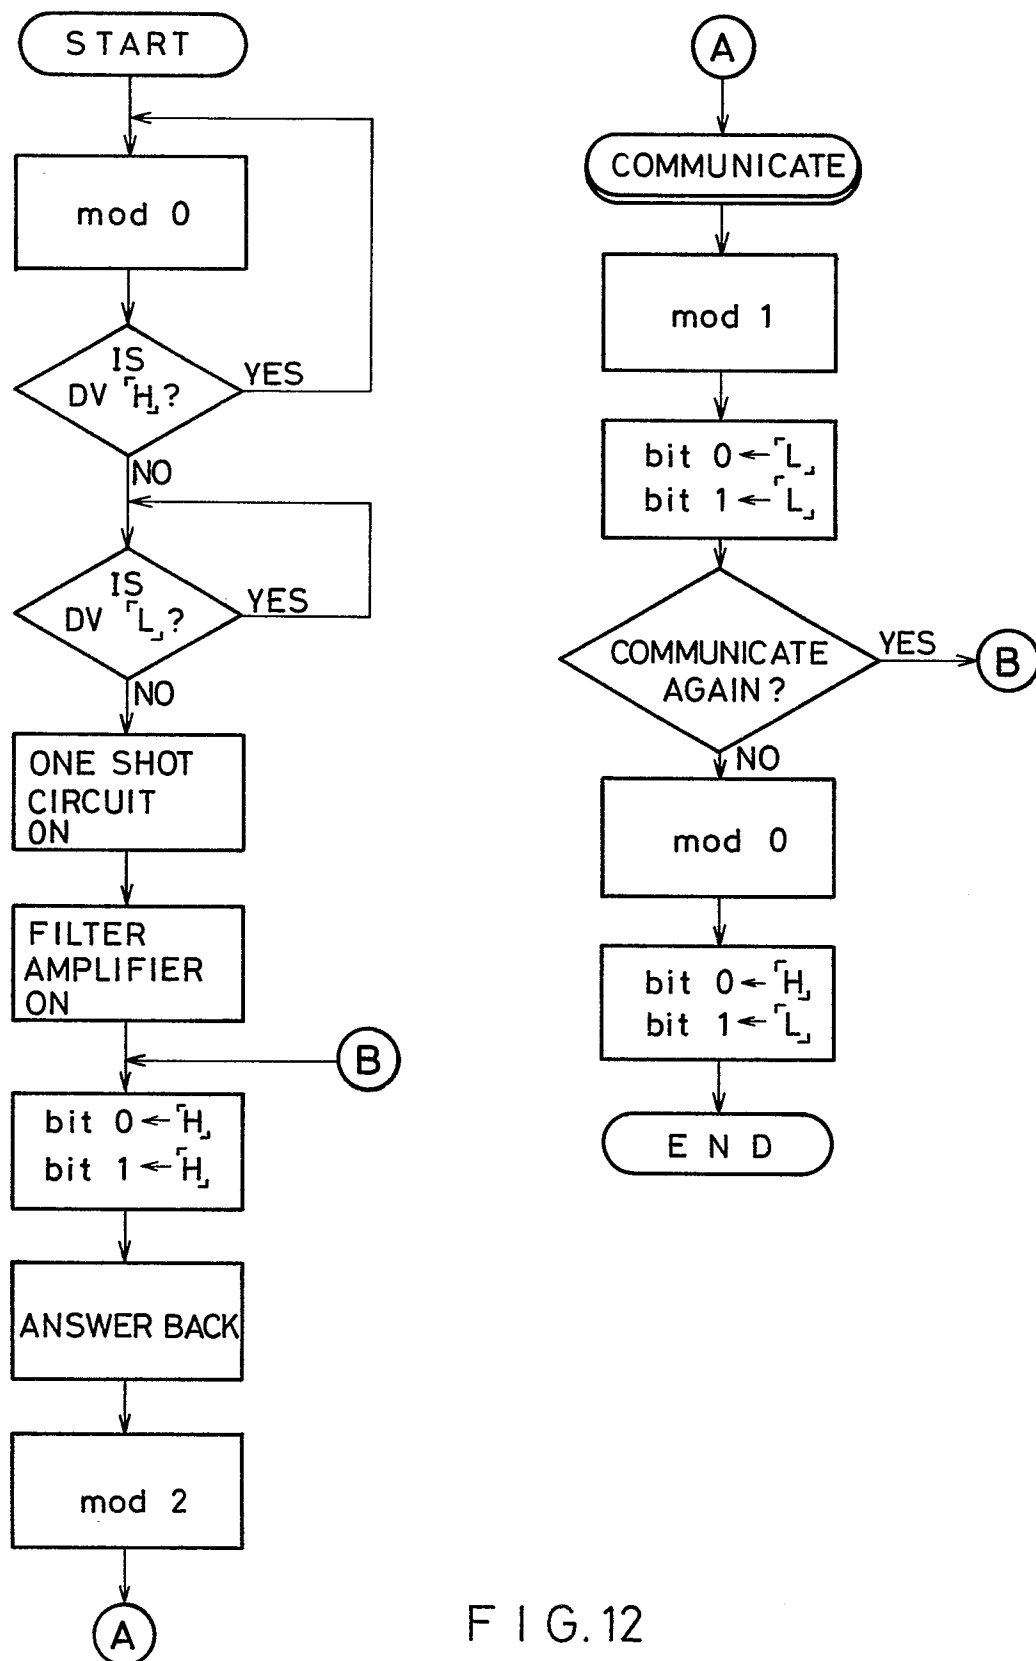 START
mod 0
IS
DV「H」?
YES
NO
IS
DV「L」?
YES
NO
ONE SHOT
CIRCUIT
ON
FILTER
AMPLIFIER
ON
B
bit 0←「H」
bit 1←「H」
ANSWER BACK
mod 2
A
A
COMMUNICATE
mod 1
bit 0←「L」
bit 1←「L」
COMMUNICATE
AGAIN?
YES
B
NO
mod 0
bit 0←「H」
bit 1←「L」
END
FIG.12